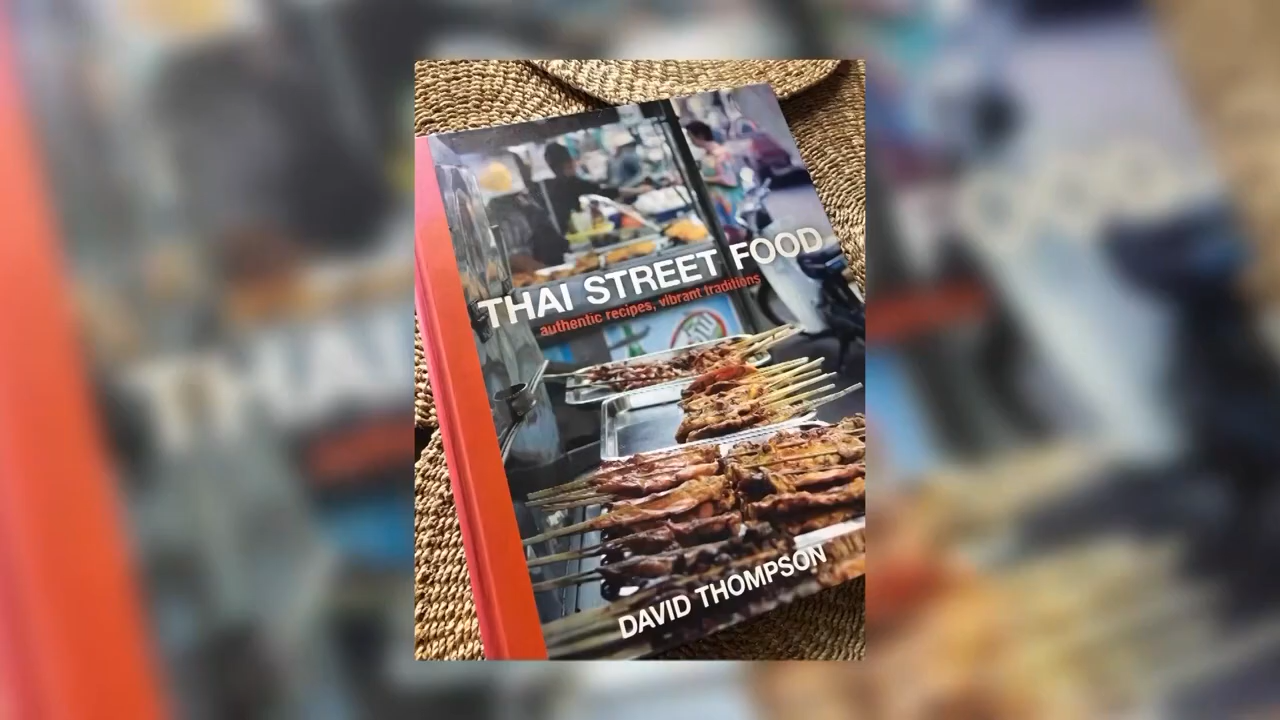 THAI STREET FOOD
authentic recipes, vibrant traditions
DAVID THOMPSON